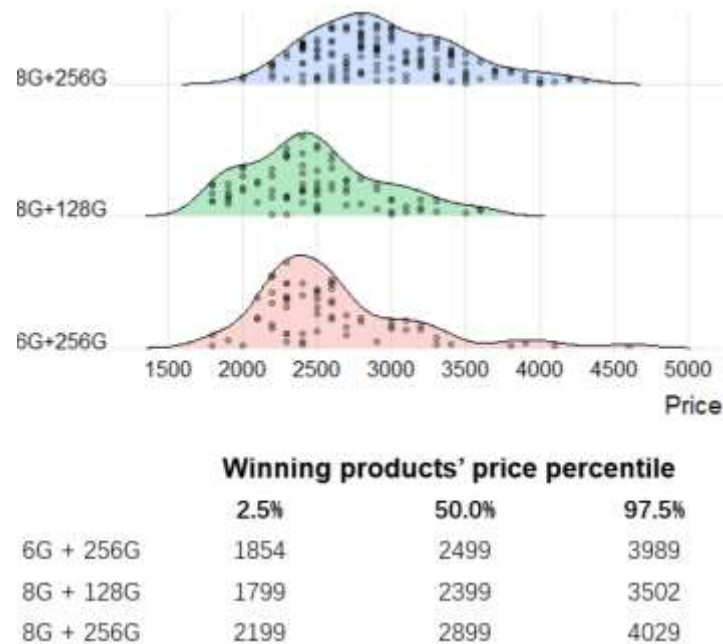 8G+256G
8G+128G
6G+256G
1500 2000 2500 3000 3500 4000 4500 5000
Price
Winning products' price percentile
2.5% 50.0% 97.5%
6G + 256G 1854 2499 3989
8G + 128G 1799 2399 3502
8G + 256G 2199 2899 4029